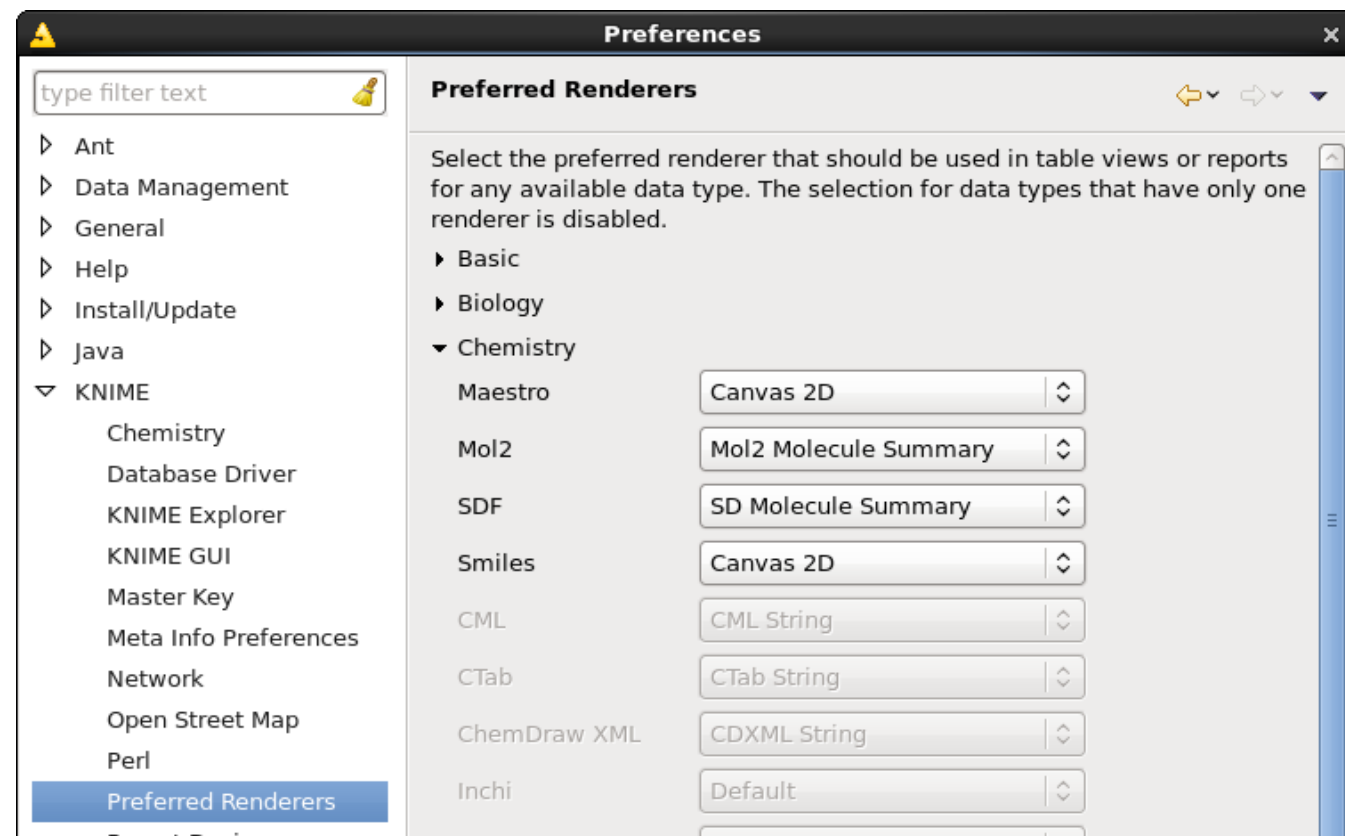 Preferences
type filter text
Ant
Data Management
General
Help
Install/Update
Java
KNIME
Chemistry
Database Driver
KNIME Explorer
KNIME GUI
Master Key
Meta Info Preferences
Network
Open Street Map
Perl
Preferred Renderers
Preferred Renderers
Select the preferred renderer that should be used in table views or reports
for any available data type. The selection for data types that have only one
renderer is disabled.
Basic
Biology
Chemistry
Maestro Canvas 2D
Mol2 Mol2 Molecule Summary
SDF SD Molecule Summary
Smiles Canvas 2D
CML CML String
CTab CTab String
ChemDraw XML CDXML String
Inchi Default